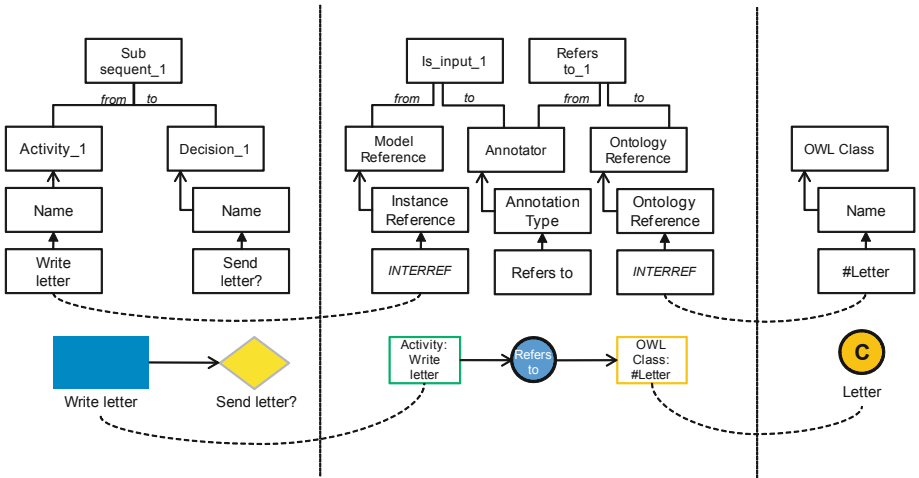 Sub
sequent_1
from
to
Activity_1
Decision_1
Name
Name
Write
letter
Send
letter?
Write letter
Send letter?
Is_input_1
Refers
to_1
from
to
from
to
Model
Reference
Annotator
Ontology
Reference
Instance
Reference
Annotation
Type
Ontology
Reference
INTERREF
Refers to
INTERREF
Activity:
Write
letter
Refers
to
OWL
Class:
#Letter
OWL Class
Name
#Letter
C
Letter